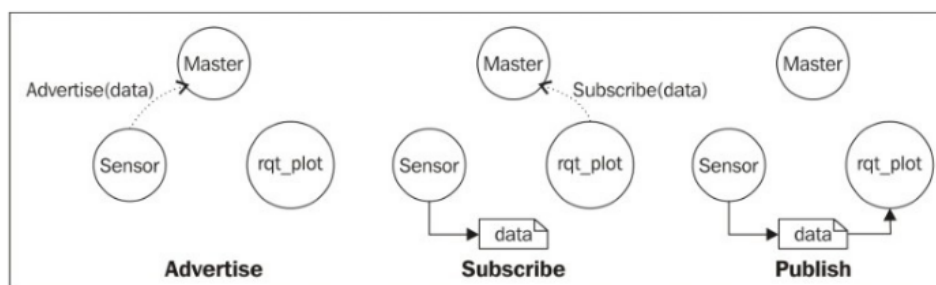 Master
Advertise(data)
Sensor
rqt_plot
Advertise
Master
Subscribe(data)
Sensor
rqt_plot
data
Subscribe
Master
Sensor
rqt_plot
data
Publish